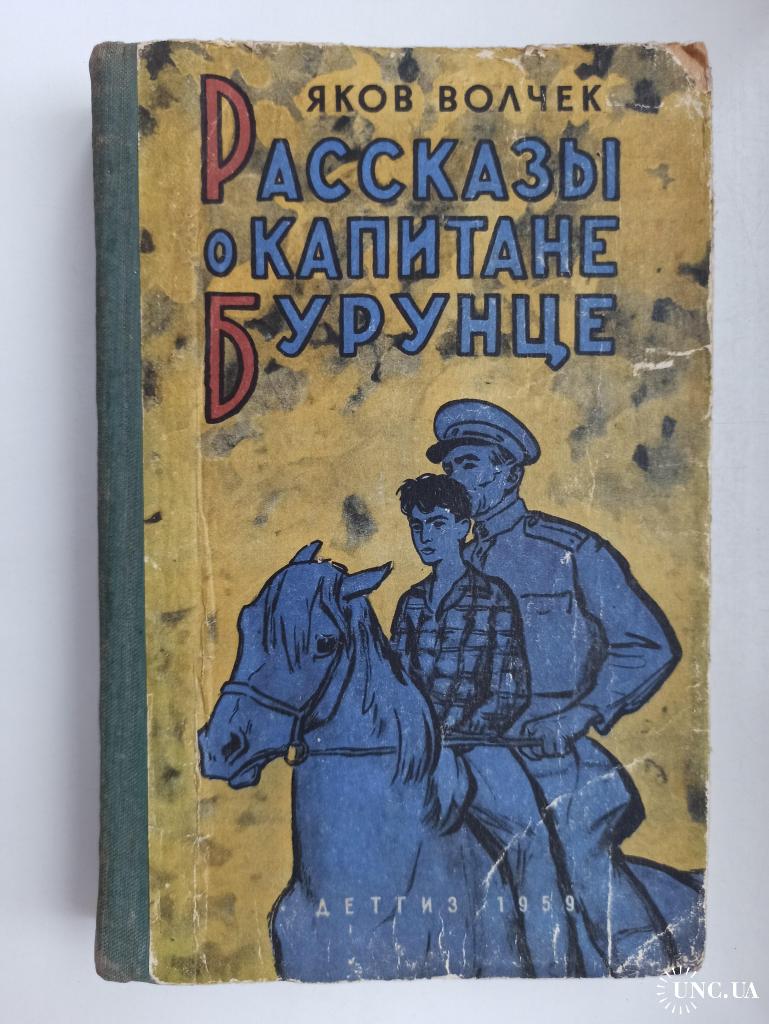 ЯКОВ ВОЛЧЕК
РАССКАЗЫ
О КАПИТАНЕ
БУРУНЦЕ
ДЕТГИЗ 1959
UNC.UA